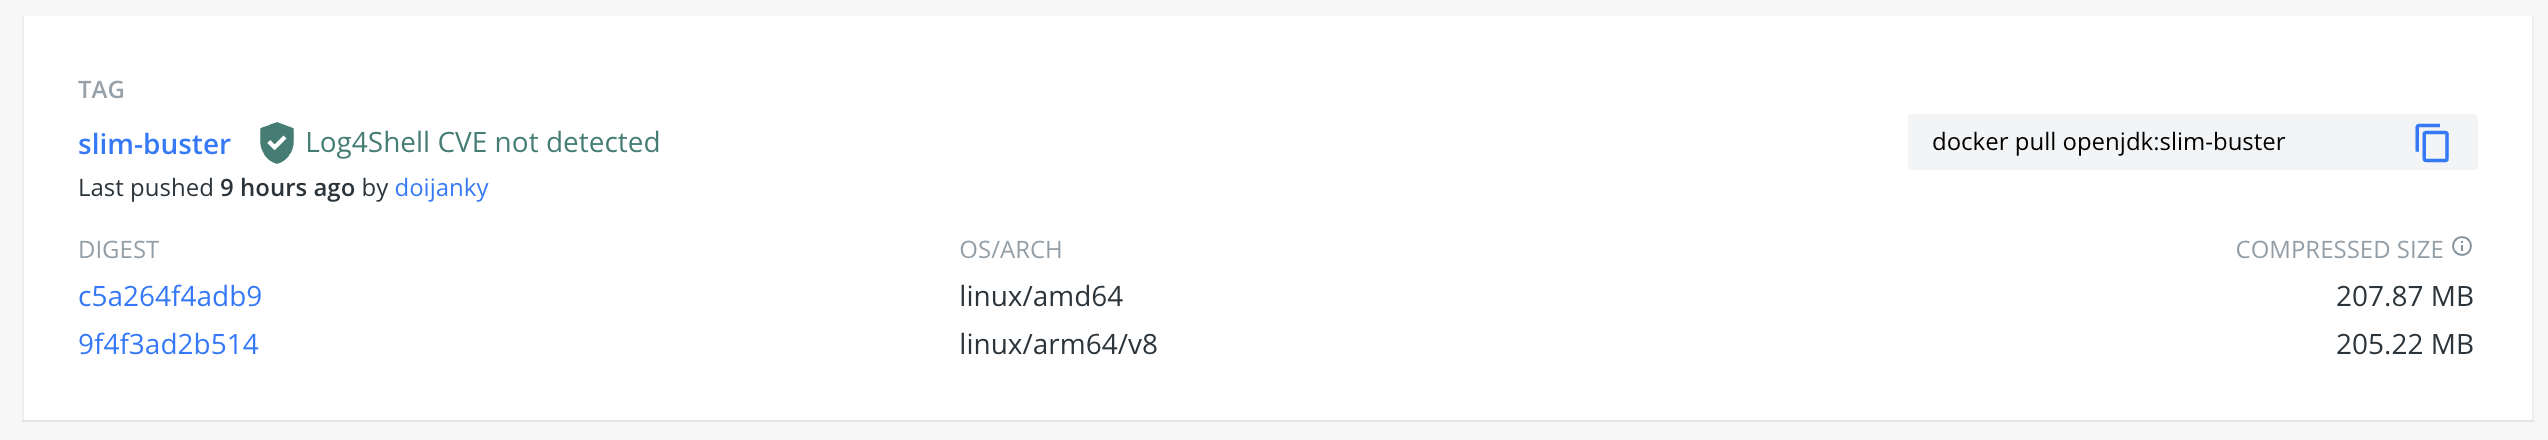 TAG
slim-buster Log4Shell CVE not detected
docker pull openjdk:slim-buster
Last pushed 9 hours ago by doijanky
DIGEST OS/ARCH COMPRESSED SIZE
c5a264f4adb9 linux/amd64 207.87 MB
9f4f3ad2b514 linux/arm64/v8 205.22 MB